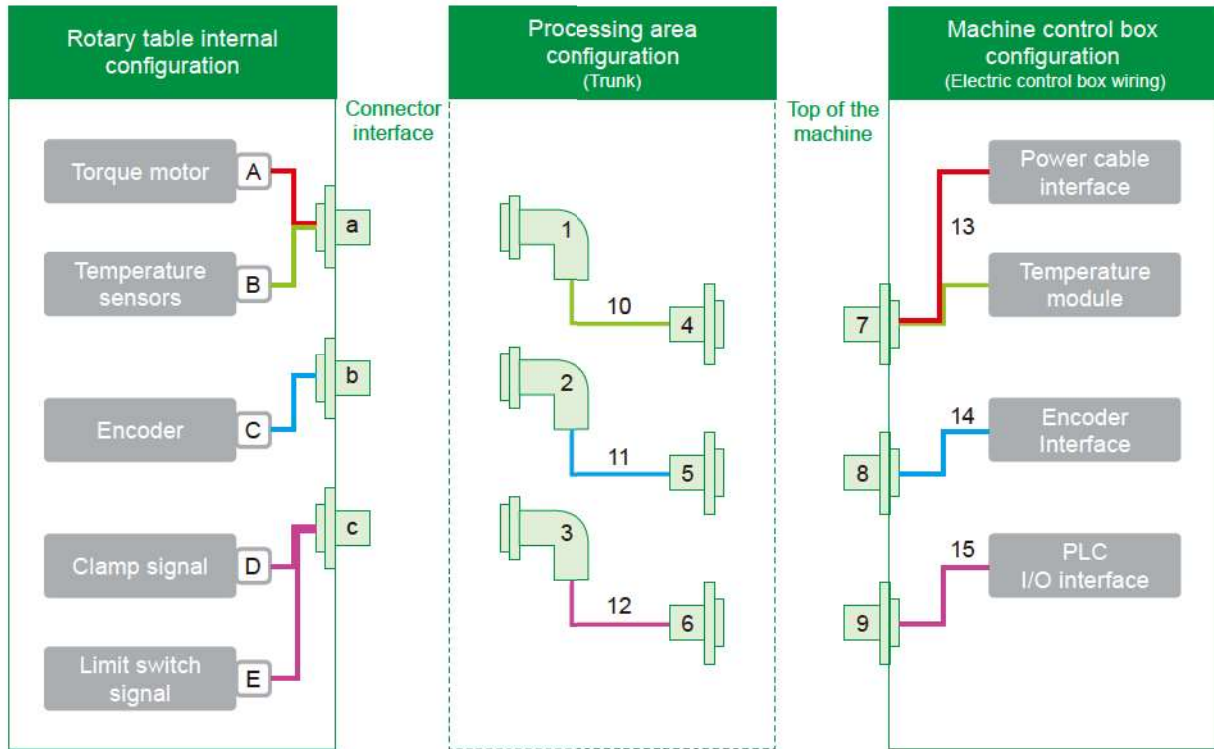 Rotary table internal
configuration
Processing area
configuration
(Trunk)
Machine control box
configuration
(Electric control box wiring)
Connector
interface
Top of the
machine
Torque motor
A
Temperature
sensors
B
a
Encoder
C
b
Clamp signal
D
c
Limit switch
signal
E
1
10
4
2
11
5
3
12
6
7
13
Power cable
interface
Temperature
module
8
14
Encoder
Interface
9
15
PLC
I/O interface